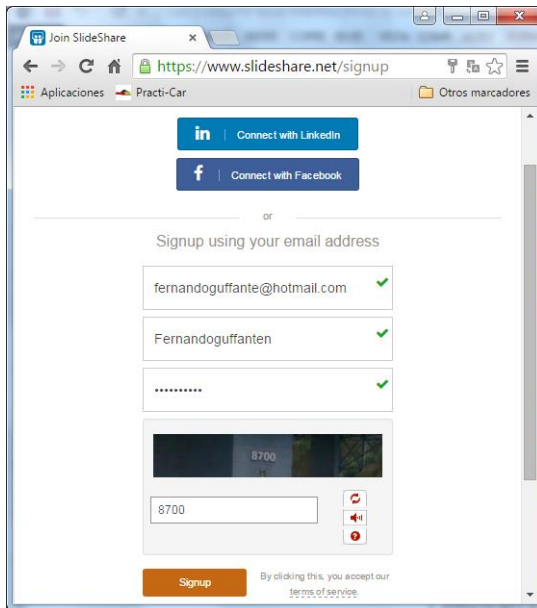 Join SlideShare
https://www.slideshare.net/signup
Aplicaciones Practi-Car Otros marcadores
in Connect with LinkedIn
f Connect with Facebook
or
Signup using your email address
fernandoguffante@hotmail.com
Fernandoguffanten
••••••••••
8700
8700
Signup By clicking this, you accept our
terms of service.